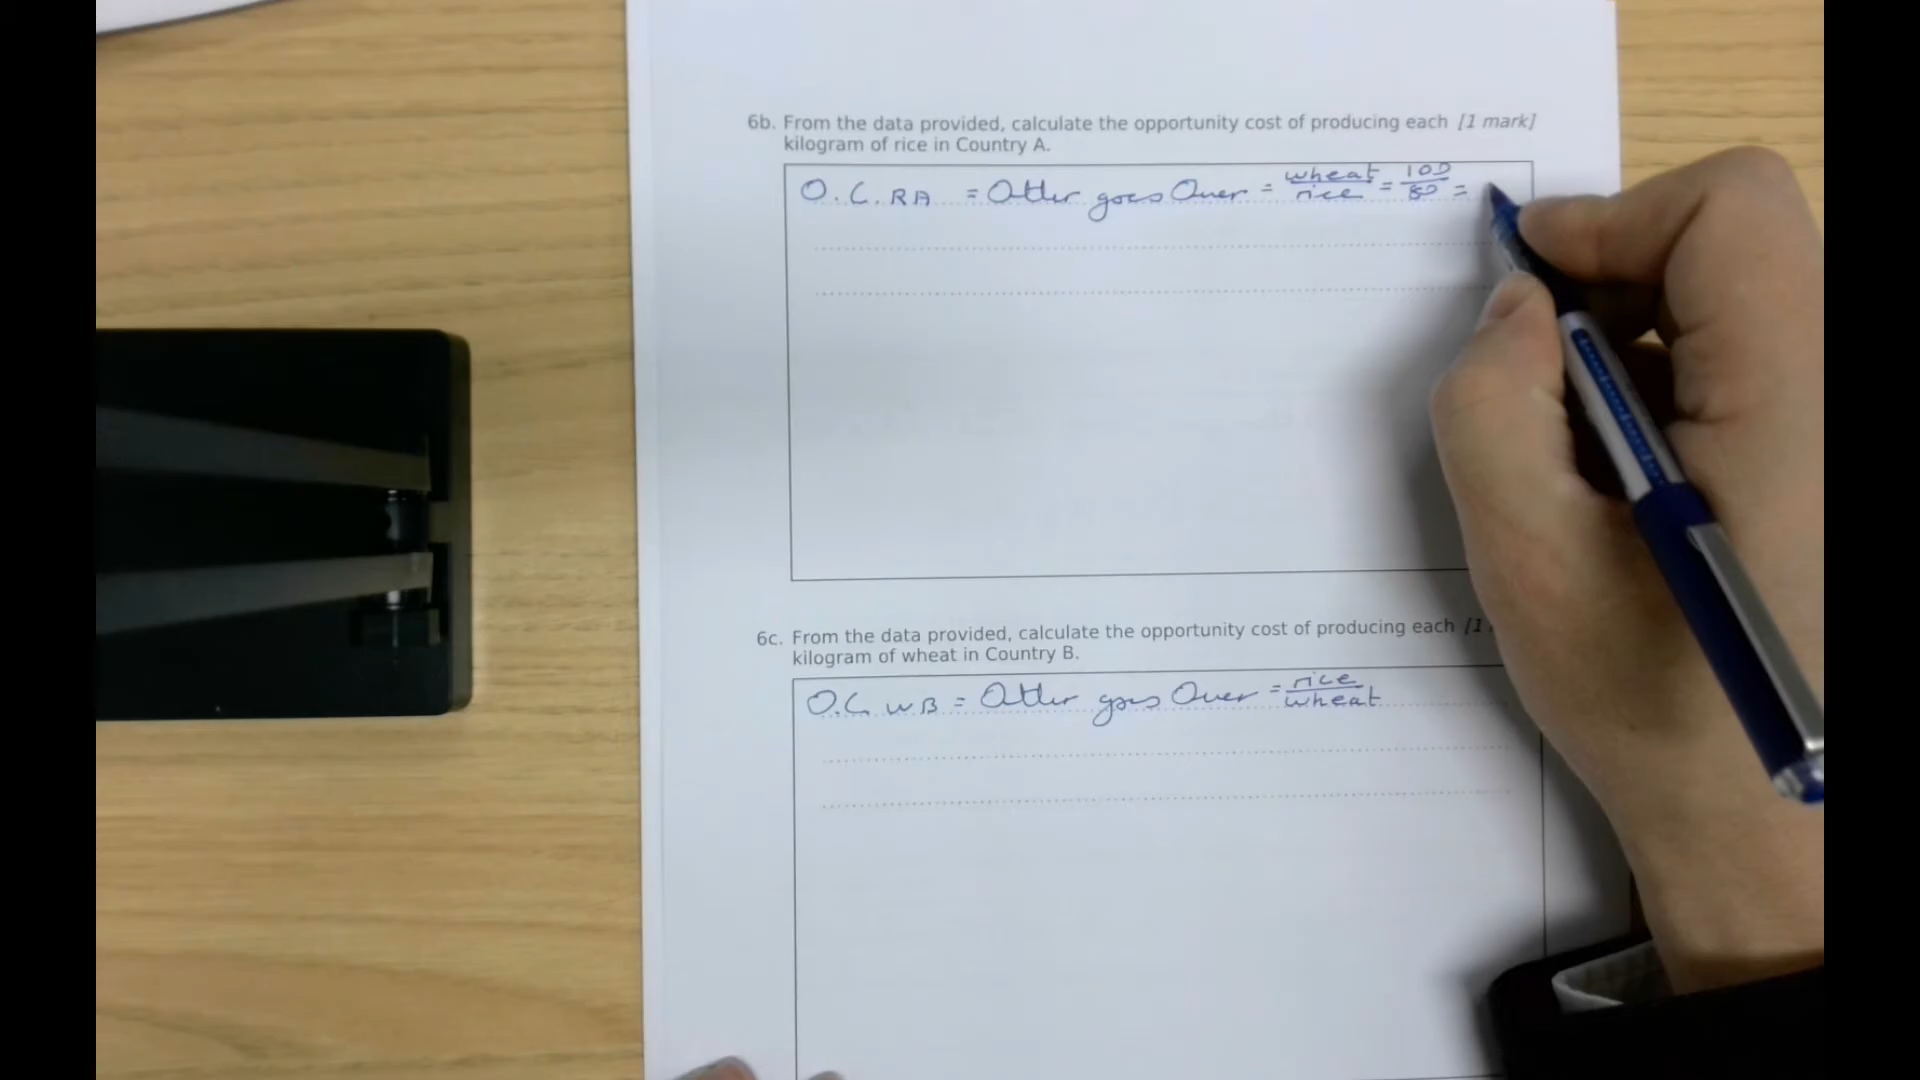 6b. From the data provided, calculate the opportunity cost of producing each [1 mark]
kilogram of rice in Country A.
O.C. RA = Other goes Over = wheat/rice = 100/80 =
6c. From the data provided, calculate the opportunity cost of producing each [1
kilogram of wheat in Country B.
O.C. WB = Other goes Over = rice/wheat